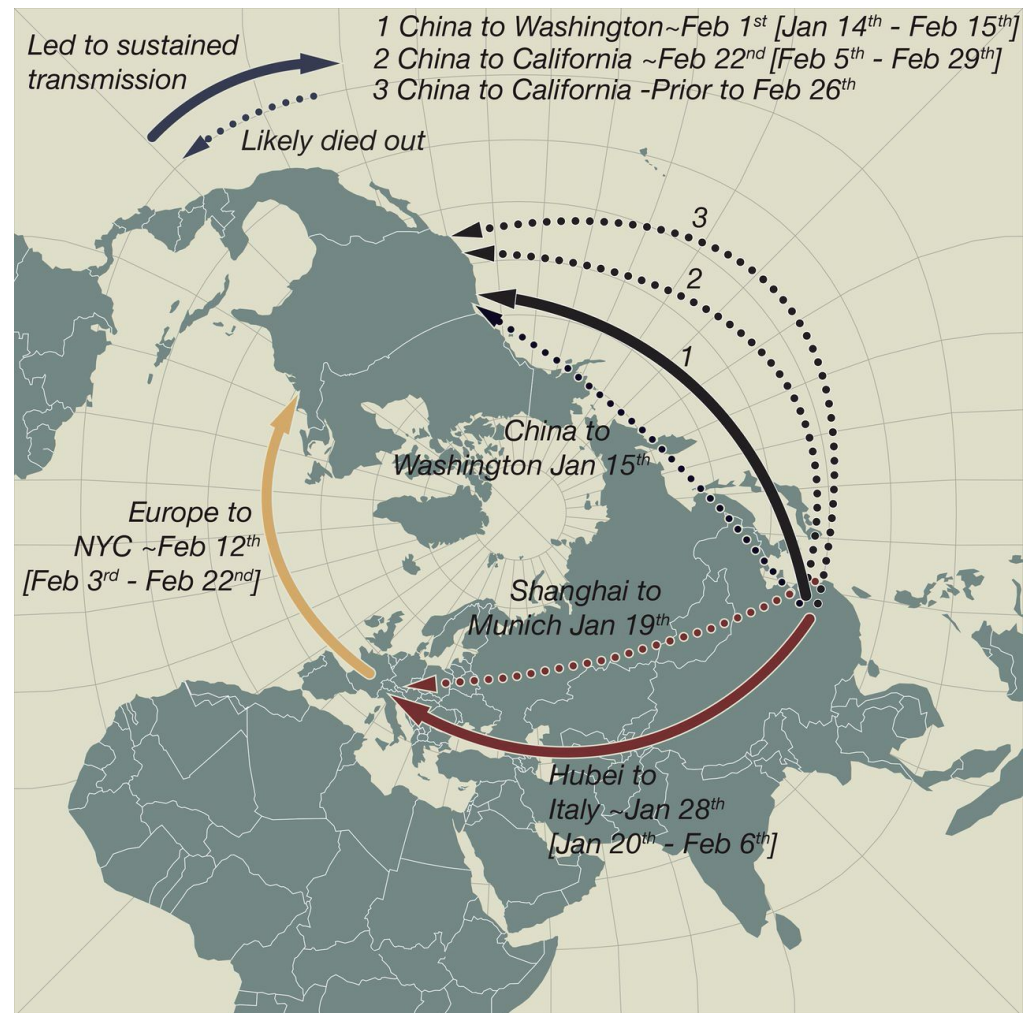 Led to sustained
transmission
Likely died out
1 China to Washington~Feb 1st [Jan 14th - Feb 15th]
2 China to California ~Feb 22nd [Feb 5th - Feb 29th]
3 China to California -Prior to Feb 26th
3
2
1
China to
Washington Jan 15th
Europe to
NYC ~Feb 12th
[Feb 3rd - Feb 22nd]
Shanghai to
Munich Jan 19th
Hubei to
Italy ~Jan 28th
[Jan 20th - Feb 6th]